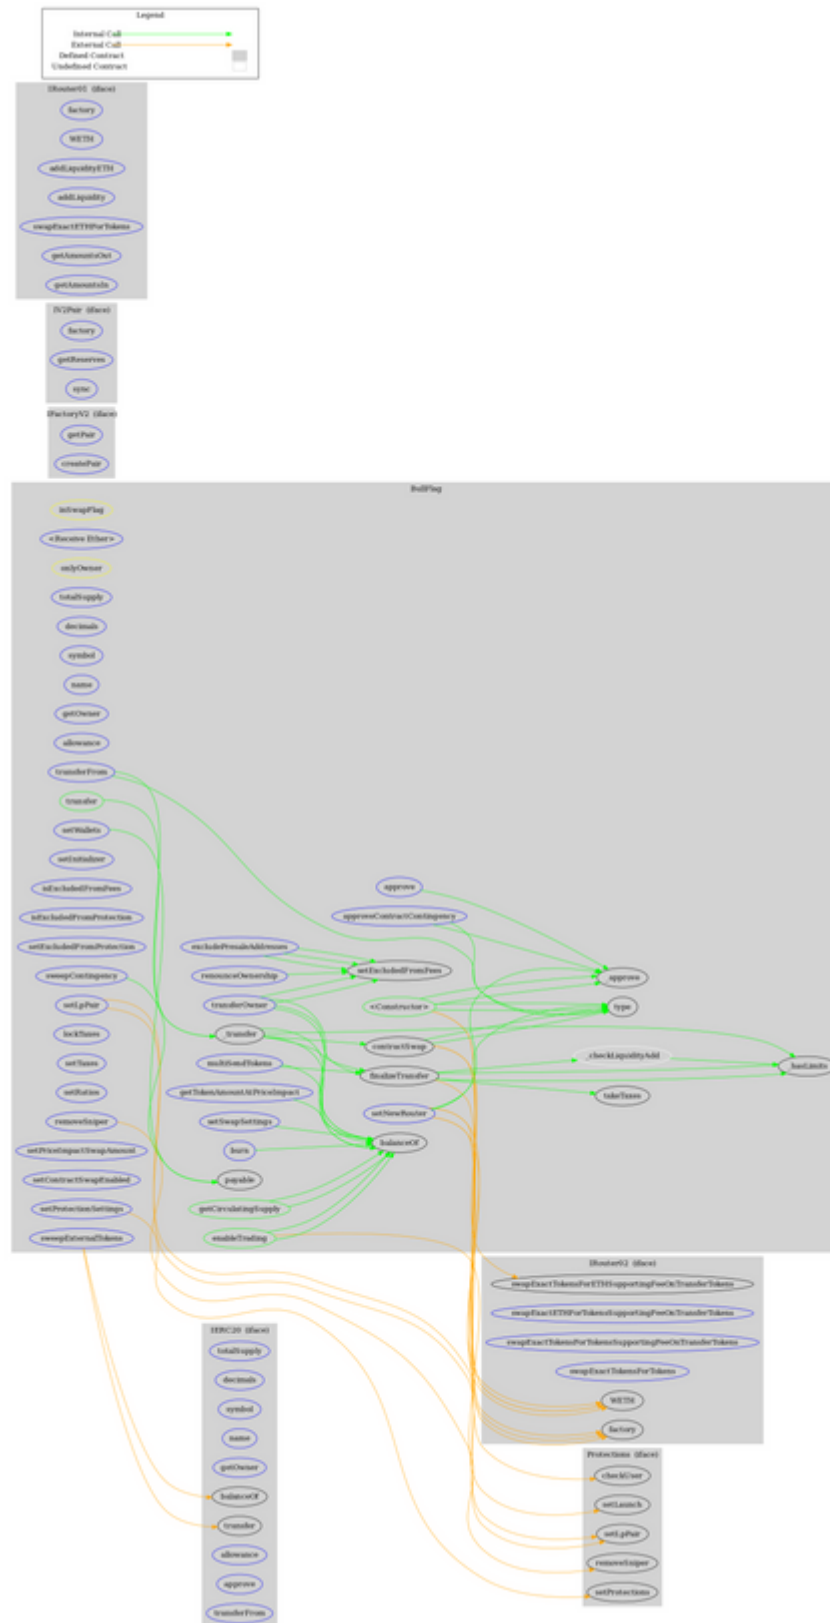 Legend
Internal Call
External Call
Defined Contract
Undefined Contract
IRouter01 (iface)
factory
WETH
addLiquidityETH
addLiquidity
swapExactETHForTokens
getAmountsOut
getAmountsIn
IV2Pair (iface)
factory
getReserves
sync
IFactoryV2 (iface)
getPair
createPair
BullFlag
inSwapFlag
<Receive Ether>
onlyOwner
totalSupply
decimals
symbol
name
getOwner
allowance
transferFrom
transfer
setWallets
setInitializer
isExcludedFromFees
isExcludedFromProtection
setExcludedFromProtection
sweepContingency
setLpPair
lockTaxes
setTaxes
setRatios
removeSniper
setPriceImpactSwapAmount
setContractSwapEnabled
setProtectionSettings
sweepExternalTokens
excludePresaleAddresses
renounceOwnership
transferOwner
_transfer
multiSendTokens
getTokenAmountAtPriceImpact
setSwapSettings
burn
payable
getCirculatingSupply
enableTrading
approve
approveContractContingency
setExcludedFromFees
<Constructor>
contractSwap
finalizeTransfer
setNewRouter
balanceOf
_approve
type
_checkLiquidityAdd
takeTaxes
_hasLimits
IRouter02 (iface)
swapExactTokensForETHSupportingFeeOnTransferTokens
swapExactETHForTokensSupportingFeeOnTransferTokens
swapExactTokensForTokensSupportingFeeOnTransferTokens
swapExactTokensForTokens
WETH
factory
IERC20 (iface)
totalSupply
decimals
symbol
name
getOwner
balanceOf
transfer
allowance
approve
transferFrom
Protections (iface)
checkUser
setLaunch
setLpPair
removeSniper
setProtections